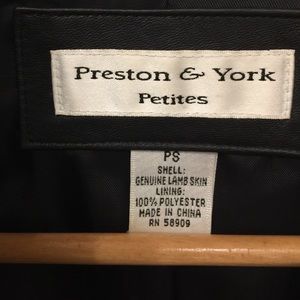 Preston & York
Petites
PS
SHELL:
GENUINE LAMB SKIN
LINING:
100% POLYESTER
MADE IN CHINA
RN 58909